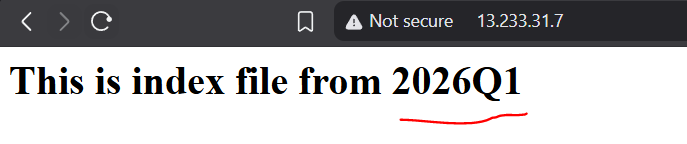 Not secure 13.233.31.7
This is index file from 2026Q1